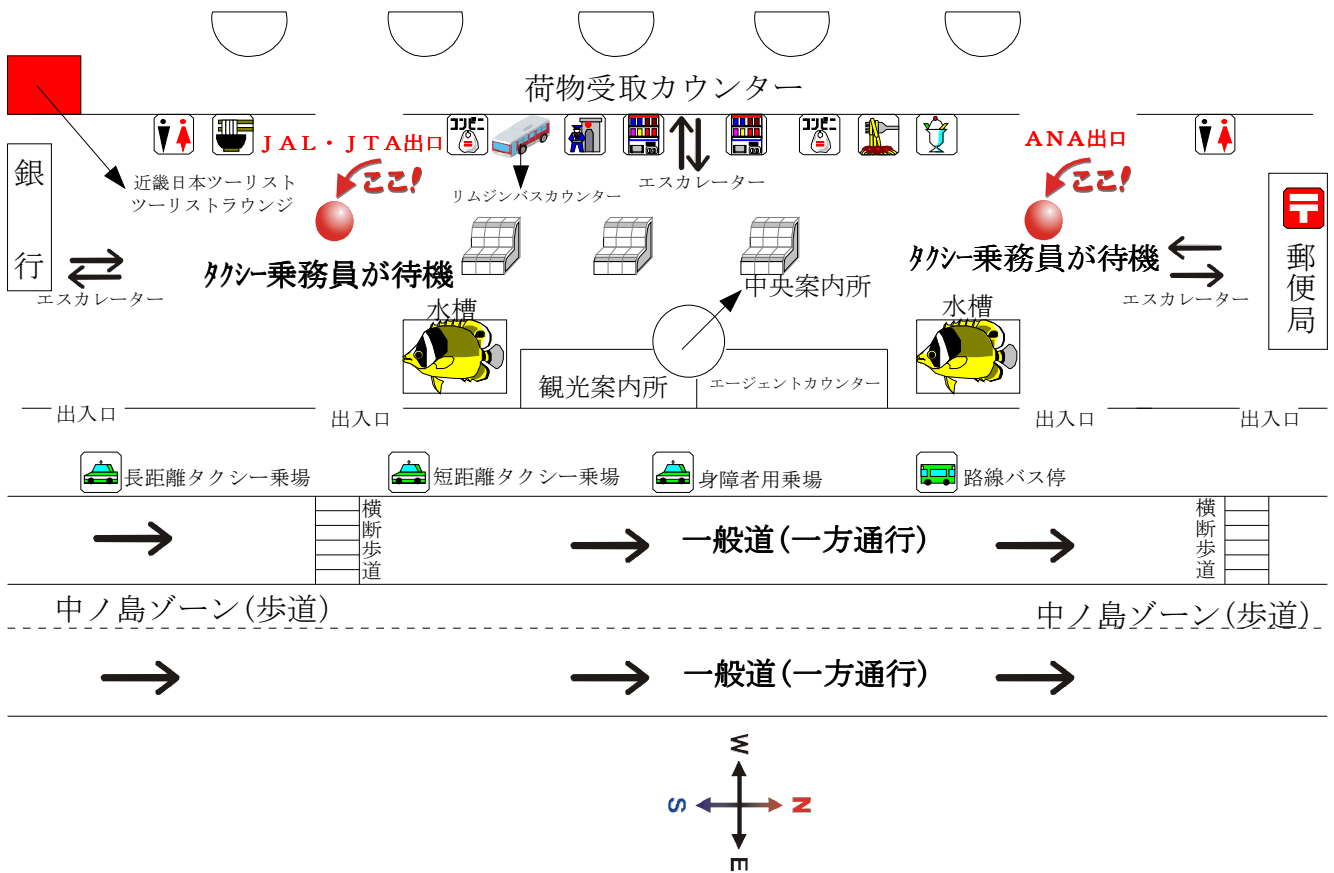 荷物受取カウンター
コンビニ
コンビニ
JAL・JTA出口
ANA出口
ここ!
ここ!
銀行
近畿日本ツーリスト
ツーリストラウンジ
リムジンバスカウンター
エスカレーター
〒
郵便局
タクシー乗務員が待機
タクシー乗務員が待機
エスカレーター
エスカレーター
中央案内所
水槽
水槽
観光案内所
エージェントカウンター
出入口
出入口
出入口
出入口
長距離タクシー乗場
短距離タクシー乗場
身障者用乗場
路線バス停
横断歩道
一般道(一方通行)
横断歩道
中ノ島ゾーン(歩道)
中ノ島ゾーン(歩道)
一般道(一方通行)
W
S
N
E